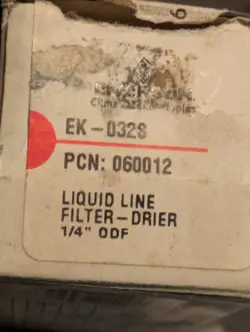 EK-032S
PCN: 060012
LIQUID LINE
FILTER-DRIER
1/4" ODF